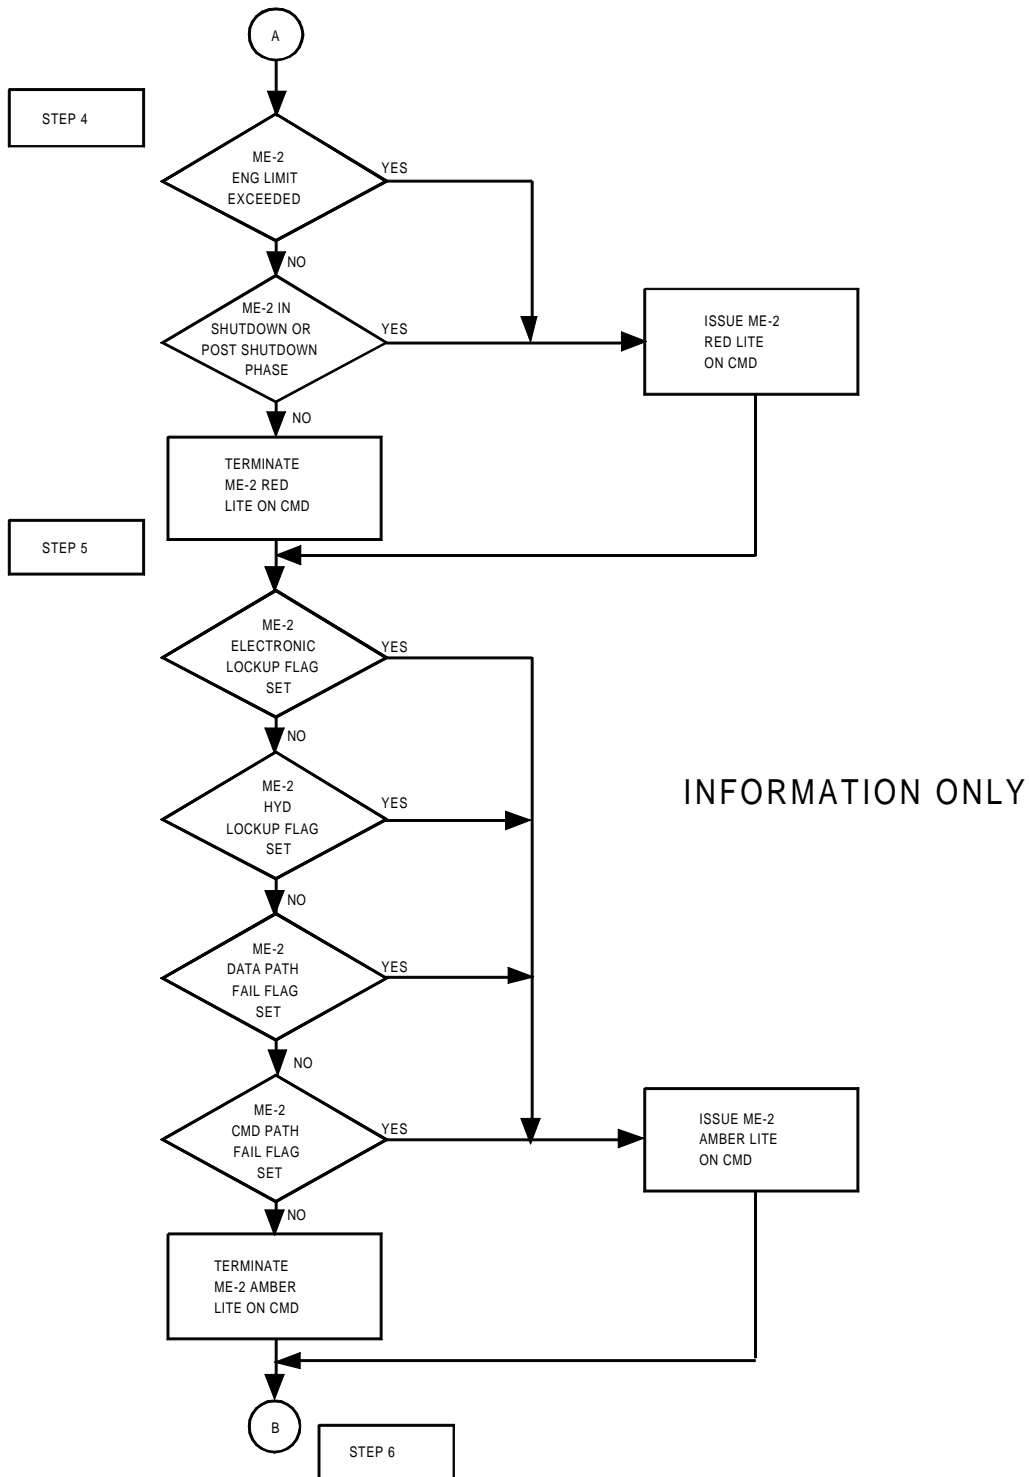 A
STEP 4
ME-2
ENG LIMIT
EXCEEDED
YES
NO
ME-2 IN
SHUTDOWN OR
POST SHUTDOWN
PHASE
YES
ISSUE ME-2
RED LITE
ON CMD
NO
TERMINATE
ME-2 RED
LITE ON CMD
STEP 5
ME-2
ELECTRONIC
LOCKUP FLAG
SET
YES
NO
ME-2
HYD
LOCKUP FLAG
SET
YES
INFORMATION ONLY
NO
ME-2
DATA PATH
FAIL FLAG
SET
YES
NO
ME-2
CMD PATH
FAIL FLAG
SET
YES
ISSUE ME-2
AMBER LITE
ON CMD
NO
TERMINATE
ME-2 AMBER
LITE ON CMD
B
STEP 6